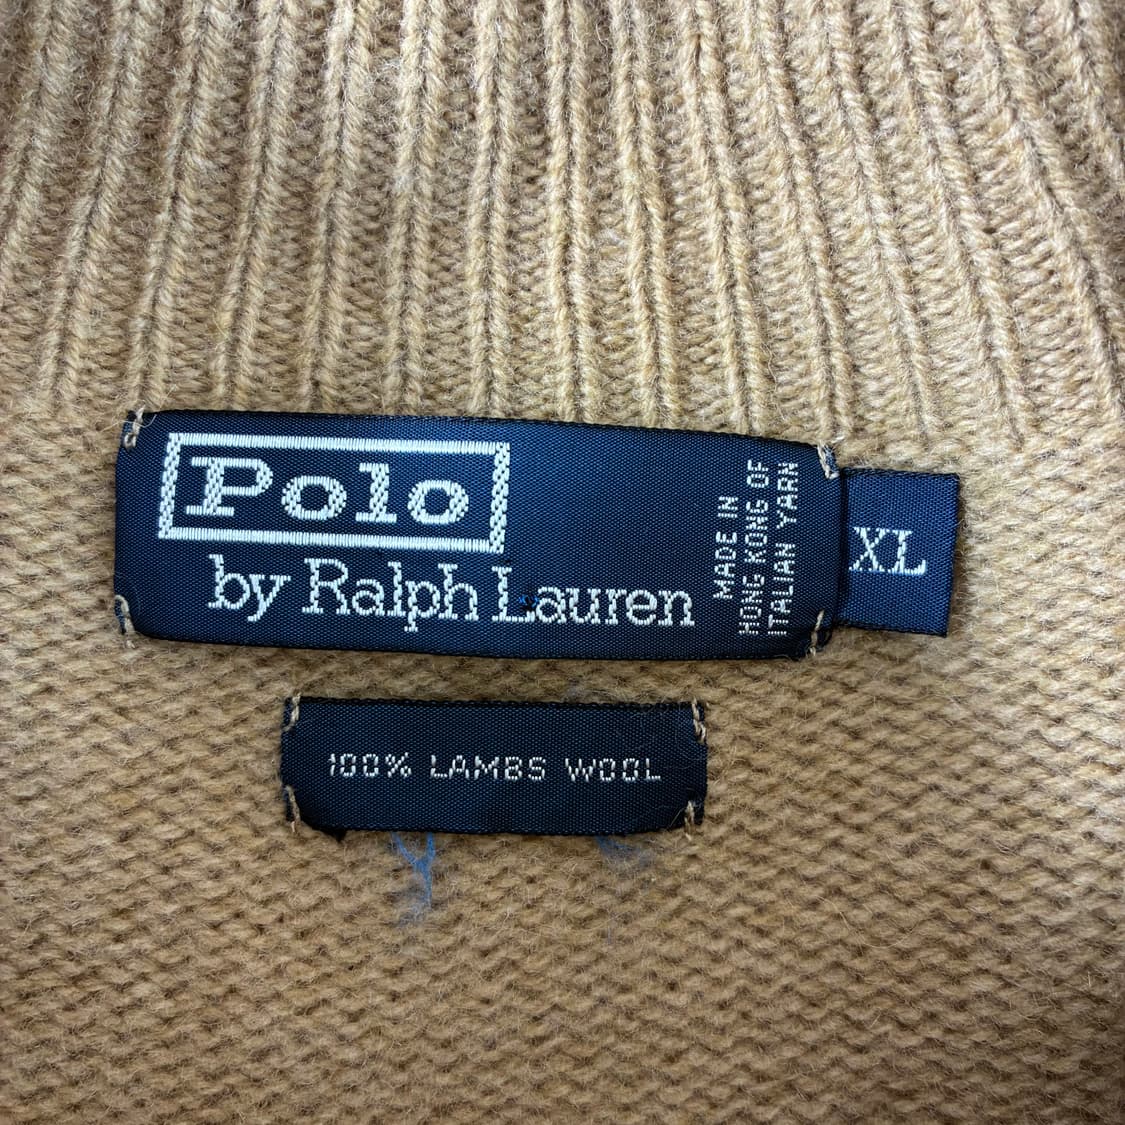 Polo
by Ralph Lauren
MADE IN
HONG KONG OF
ITALIAN YARN
XL
100% LAMBS WOOL